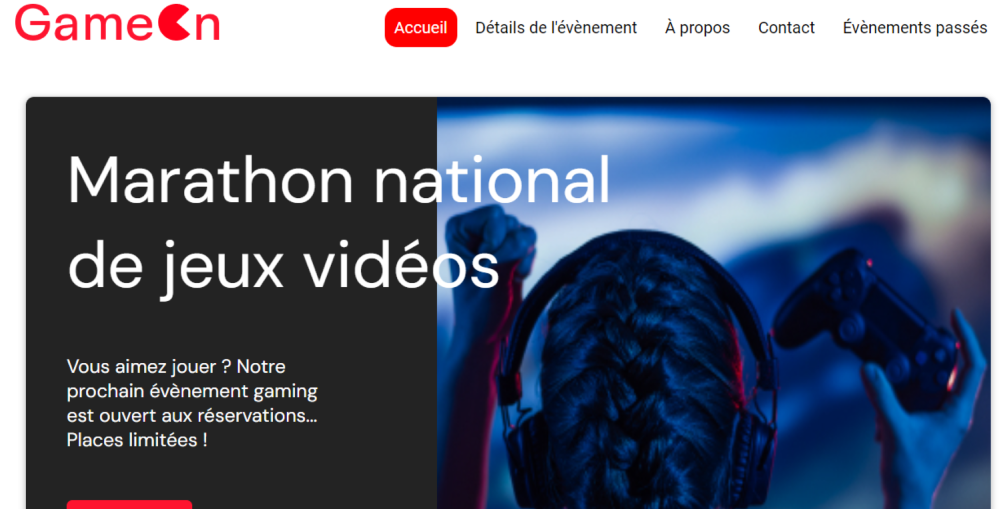 GameOn
Accueil Détails de l'évènement À propos Contact Évènements passés
Marathon national
de jeux vidéos
Vous aimez jouer ? Notre
prochain évènement gaming
est ouvert aux réservations...
Places limitées !